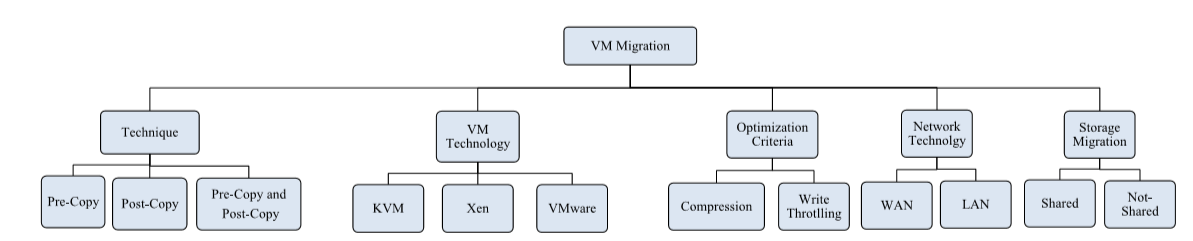 VM Migration
Technique
VM
Technology
Optimization
Criteria
Network
Technolgy
Storage
Migration
Pre-Copy
Post-Copy
Pre-Copy and
Post-Copy
KVM
Xen
VMware
Compression
Write
Throtlling
WAN
LAN
Shared
Not-
Shared